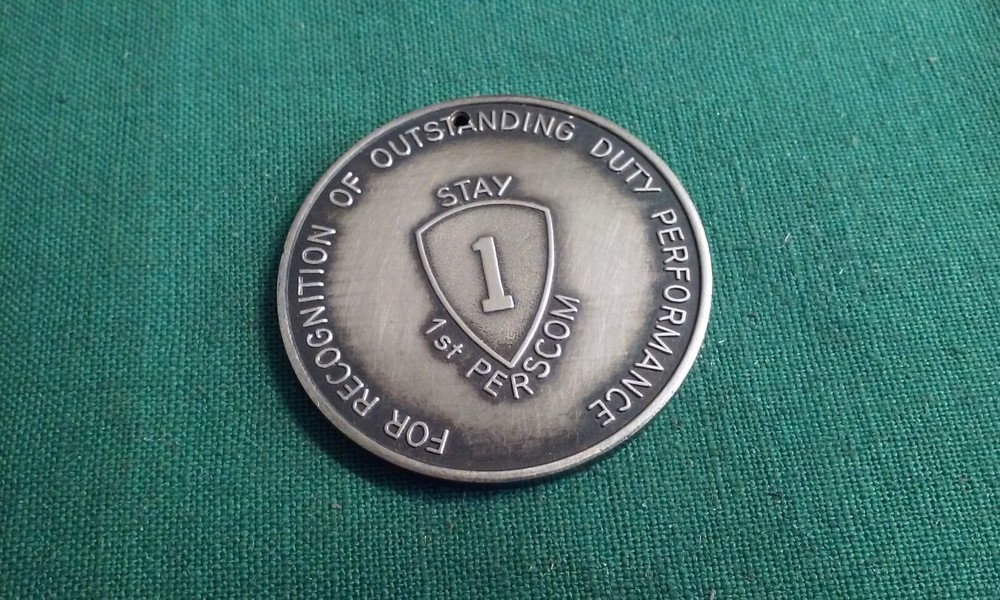 FOR RECOGNITION OF OUTSTANDING DUTY PERFORMANCE
STAY
1
1st PERSCOM